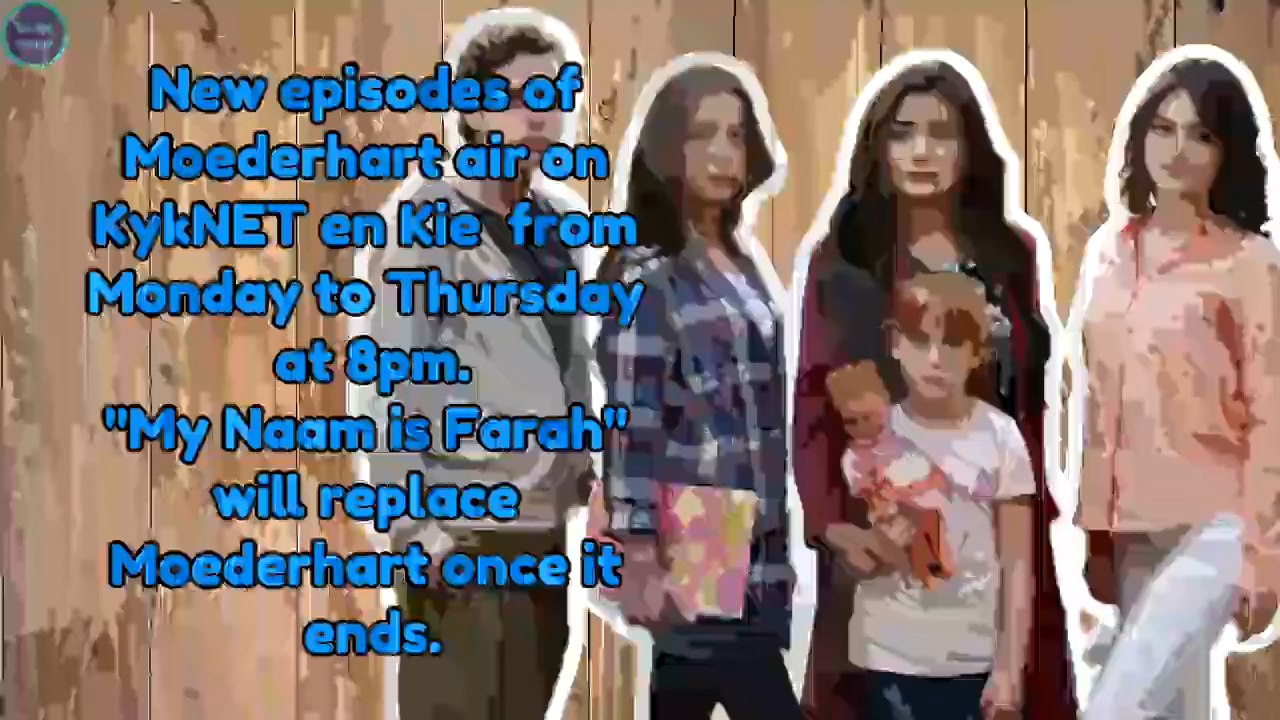 New episodes of
Moederhart air on
KykNET en Kie from
Monday to Thursday
at 8pm.
"My Naam is Farah"
will replace
Moederhart once it
ends.